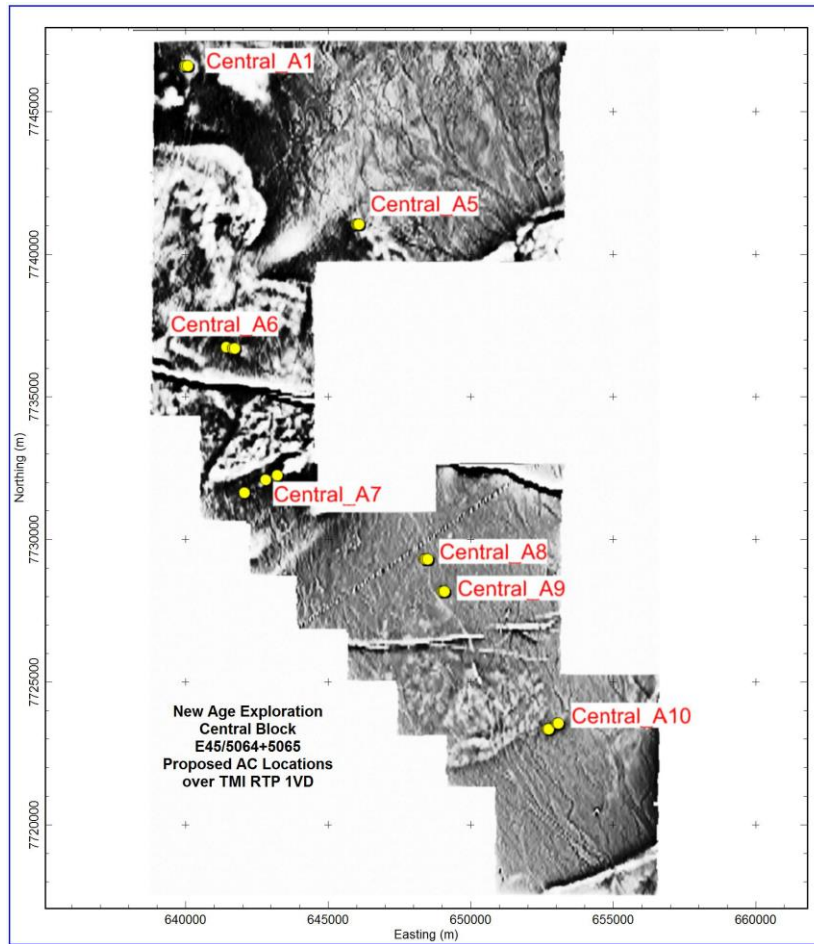 Central_A1
7745000
Central_A5
7740000
Central_A6
7735000
Northing (m)
Central_A7
7730000
Central_A8
Central_A9
7725000
New Age Exploration
Central Block
E45/5064+5065
Proposed AC Locations
over TMI RTP 1VD
Central_A10
7720000
640000 645000 650000 655000 660000
Easting (m)